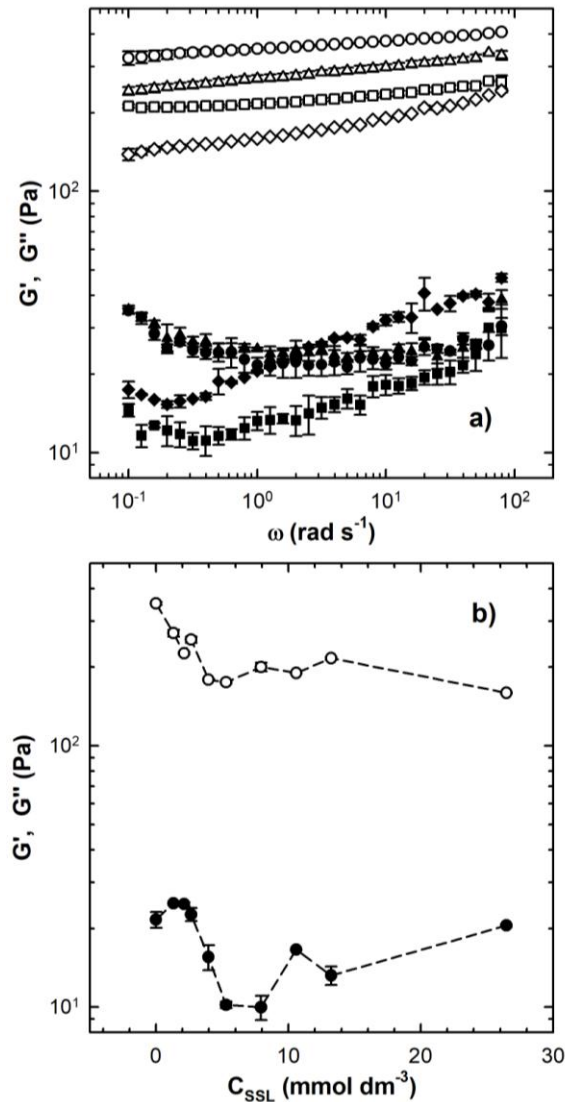 G', G'' (Pa)
10²
10¹
a)
10⁻¹ 10⁰ 10¹ 10²
ω (rad s⁻¹)
b)
G', G'' (Pa)
10²
10¹
0 10 20 30
C_SSL (mmol dm⁻³)